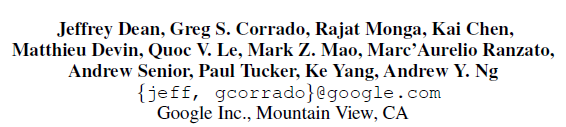 Jeffrey Dean, Greg S. Corrado, Rajat Monga, Kai Chen,
Matthieu Devin, Quoc V. Le, Mark Z. Mao, Marc’Aurelio Ranzato,
Andrew Senior, Paul Tucker, Ke Yang, Andrew Y. Ng
{jeff, gcorrado}@google.com
Google Inc., Mountain View, CA